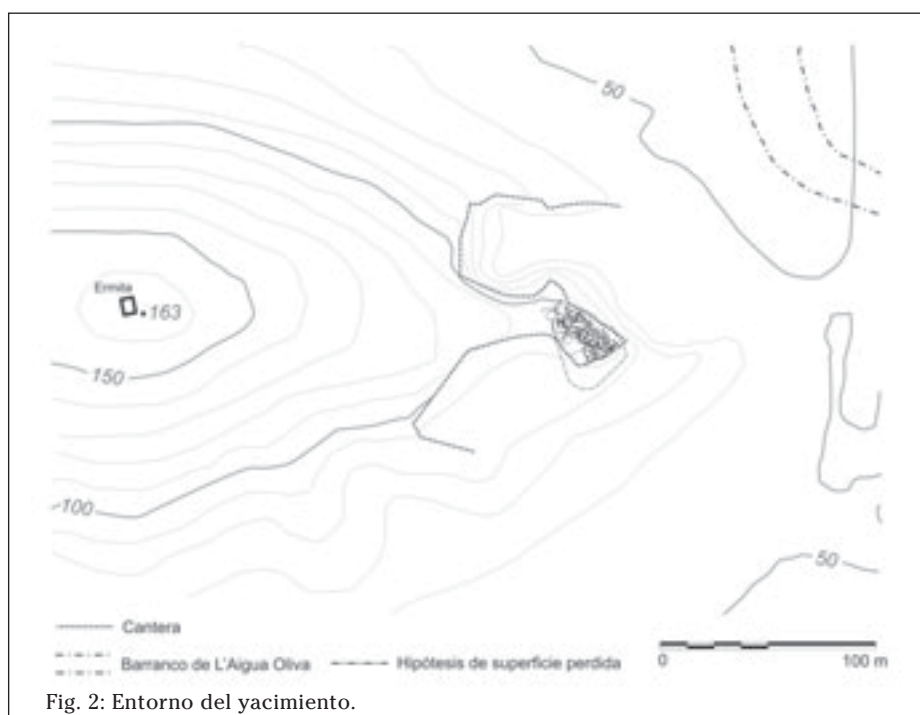 50
Ermita
163
150
100
50
Cantera
Barranco de L'Aigua Oliva
Hipótesis de superficie perdida
0 100 m
Fig. 2: Entorno del yacimiento.